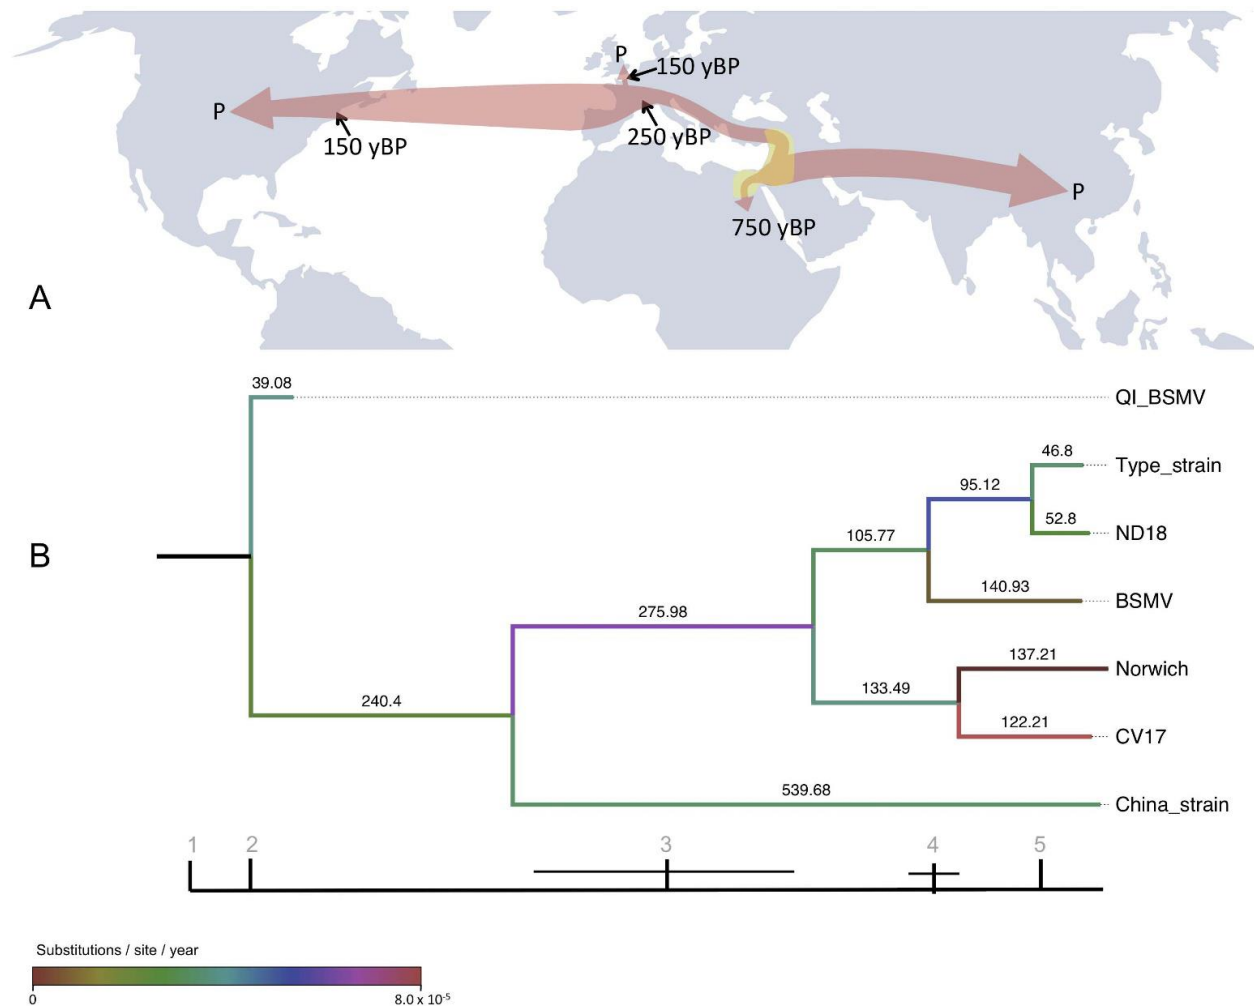 P
150 yBP
P
150 yBP
250 yBP
P
750 yBP
A
39.08
QI_BSMV
46.8
Type_strain
95.12
52.8
ND18
B
105.77
140.93
BSMV
275.98
137.21
Norwich
133.49
240.4
122.21
CV17
539.68
China_strain
1 2 3 4 5
Substitutions / site / year
0 8.0 x 10⁻⁵